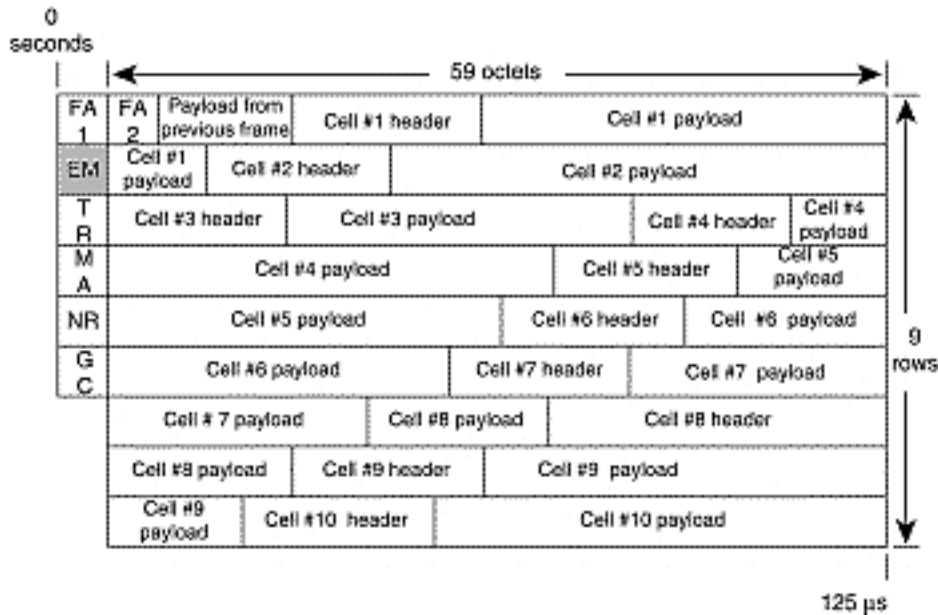 0
seconds
59 octets
FA
1
FA
2
Payload from
previous frame
Cell #1 header
Cell #1 payload
EM
Cell #1
payload
Cell #2 header
Cell #2 payload
T
R
Cell #3 header
Cell #3 payload
Cell #4 header
Cell #4
payload
M
A
Cell #4 payload
Cell #5 header
Cell #5
payload
NR
Cell #5 payload
Cell #6 header
Cell #6 payload
G
C
Cell #6 payload
Cell #7 header
Cell #7 payload
Cell # 7 payload
Cell #8 payload
Cell #8 header
Cell #8 payload
Cell #9 header
Cell #9 payload
Cell #9
payload
Cell #10 header
Cell #10 payload
9
rows
125 μs